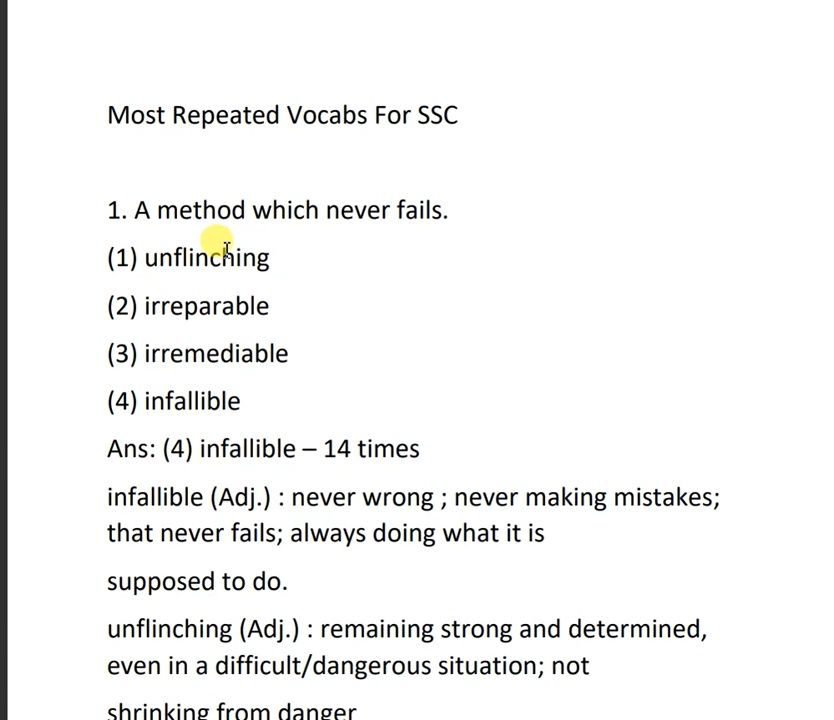 Most Repeated Vocabs For SSC
1. A method which never fails.
(1) unflinching
(2) irreparable
(3) irremediable
(4) infallible
Ans: (4) infallible – 14 times
infallible (Adj.) : never wrong ; never making mistakes;
that never fails; always doing what it is
supposed to do.
unflinching (Adj.) : remaining strong and determined,
even in a difficult/dangerous situation; not
shrinking from danger